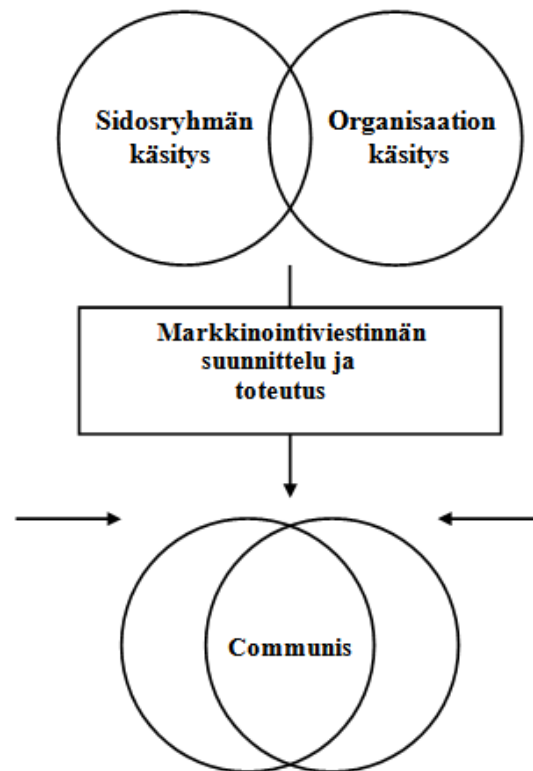 Sidosryhmän
käsitys
Organisaation
käsitys
Markkinointiviestinnän
suunnittelu ja
toteutus
Communis